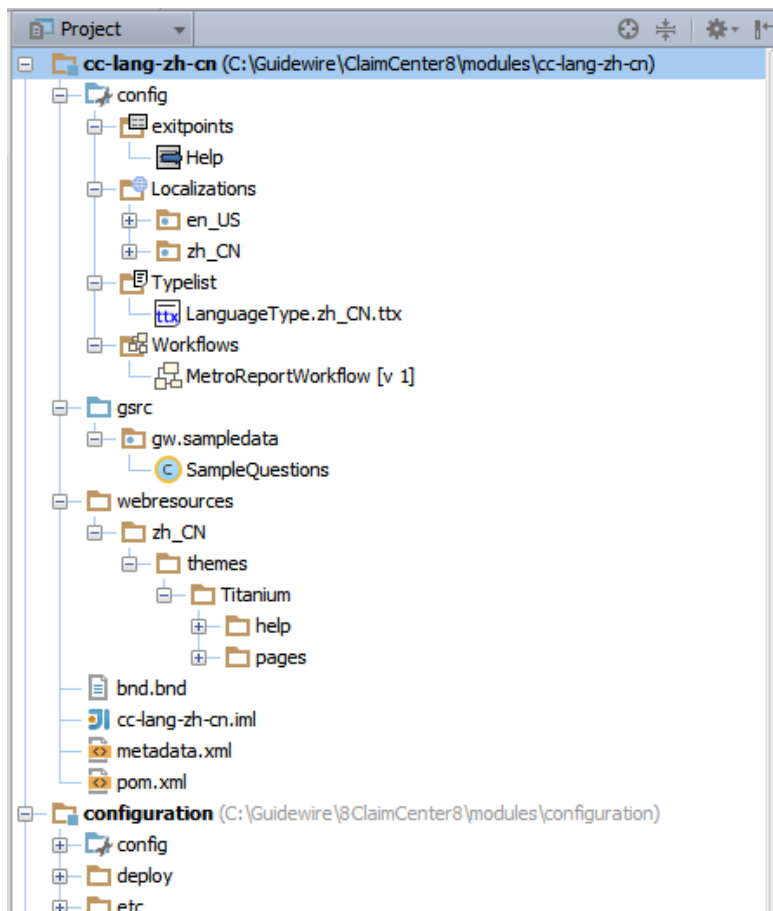 Project
cc-lang-zh-cn (C:\Guidewire\ClaimCenter8\modules\cc-lang-zh-cn)
config
exitpoints
Help
Localizations
en_US
zh_CN
Typelist
ttx LanguageType.zh_CN.ttx
Workflows
MetroReportWorkflow [v 1]
gsrc
gw.sampledata
C SampleQuestions
webresources
zh_CN
themes
Titanium
help
pages
bnd.bnd
cc-lang-zh-cn.iml
metadata.xml
pom.xml
configuration (C:\Guidewire\8ClaimCenter8\modules\configuration)
config
deploy
etc